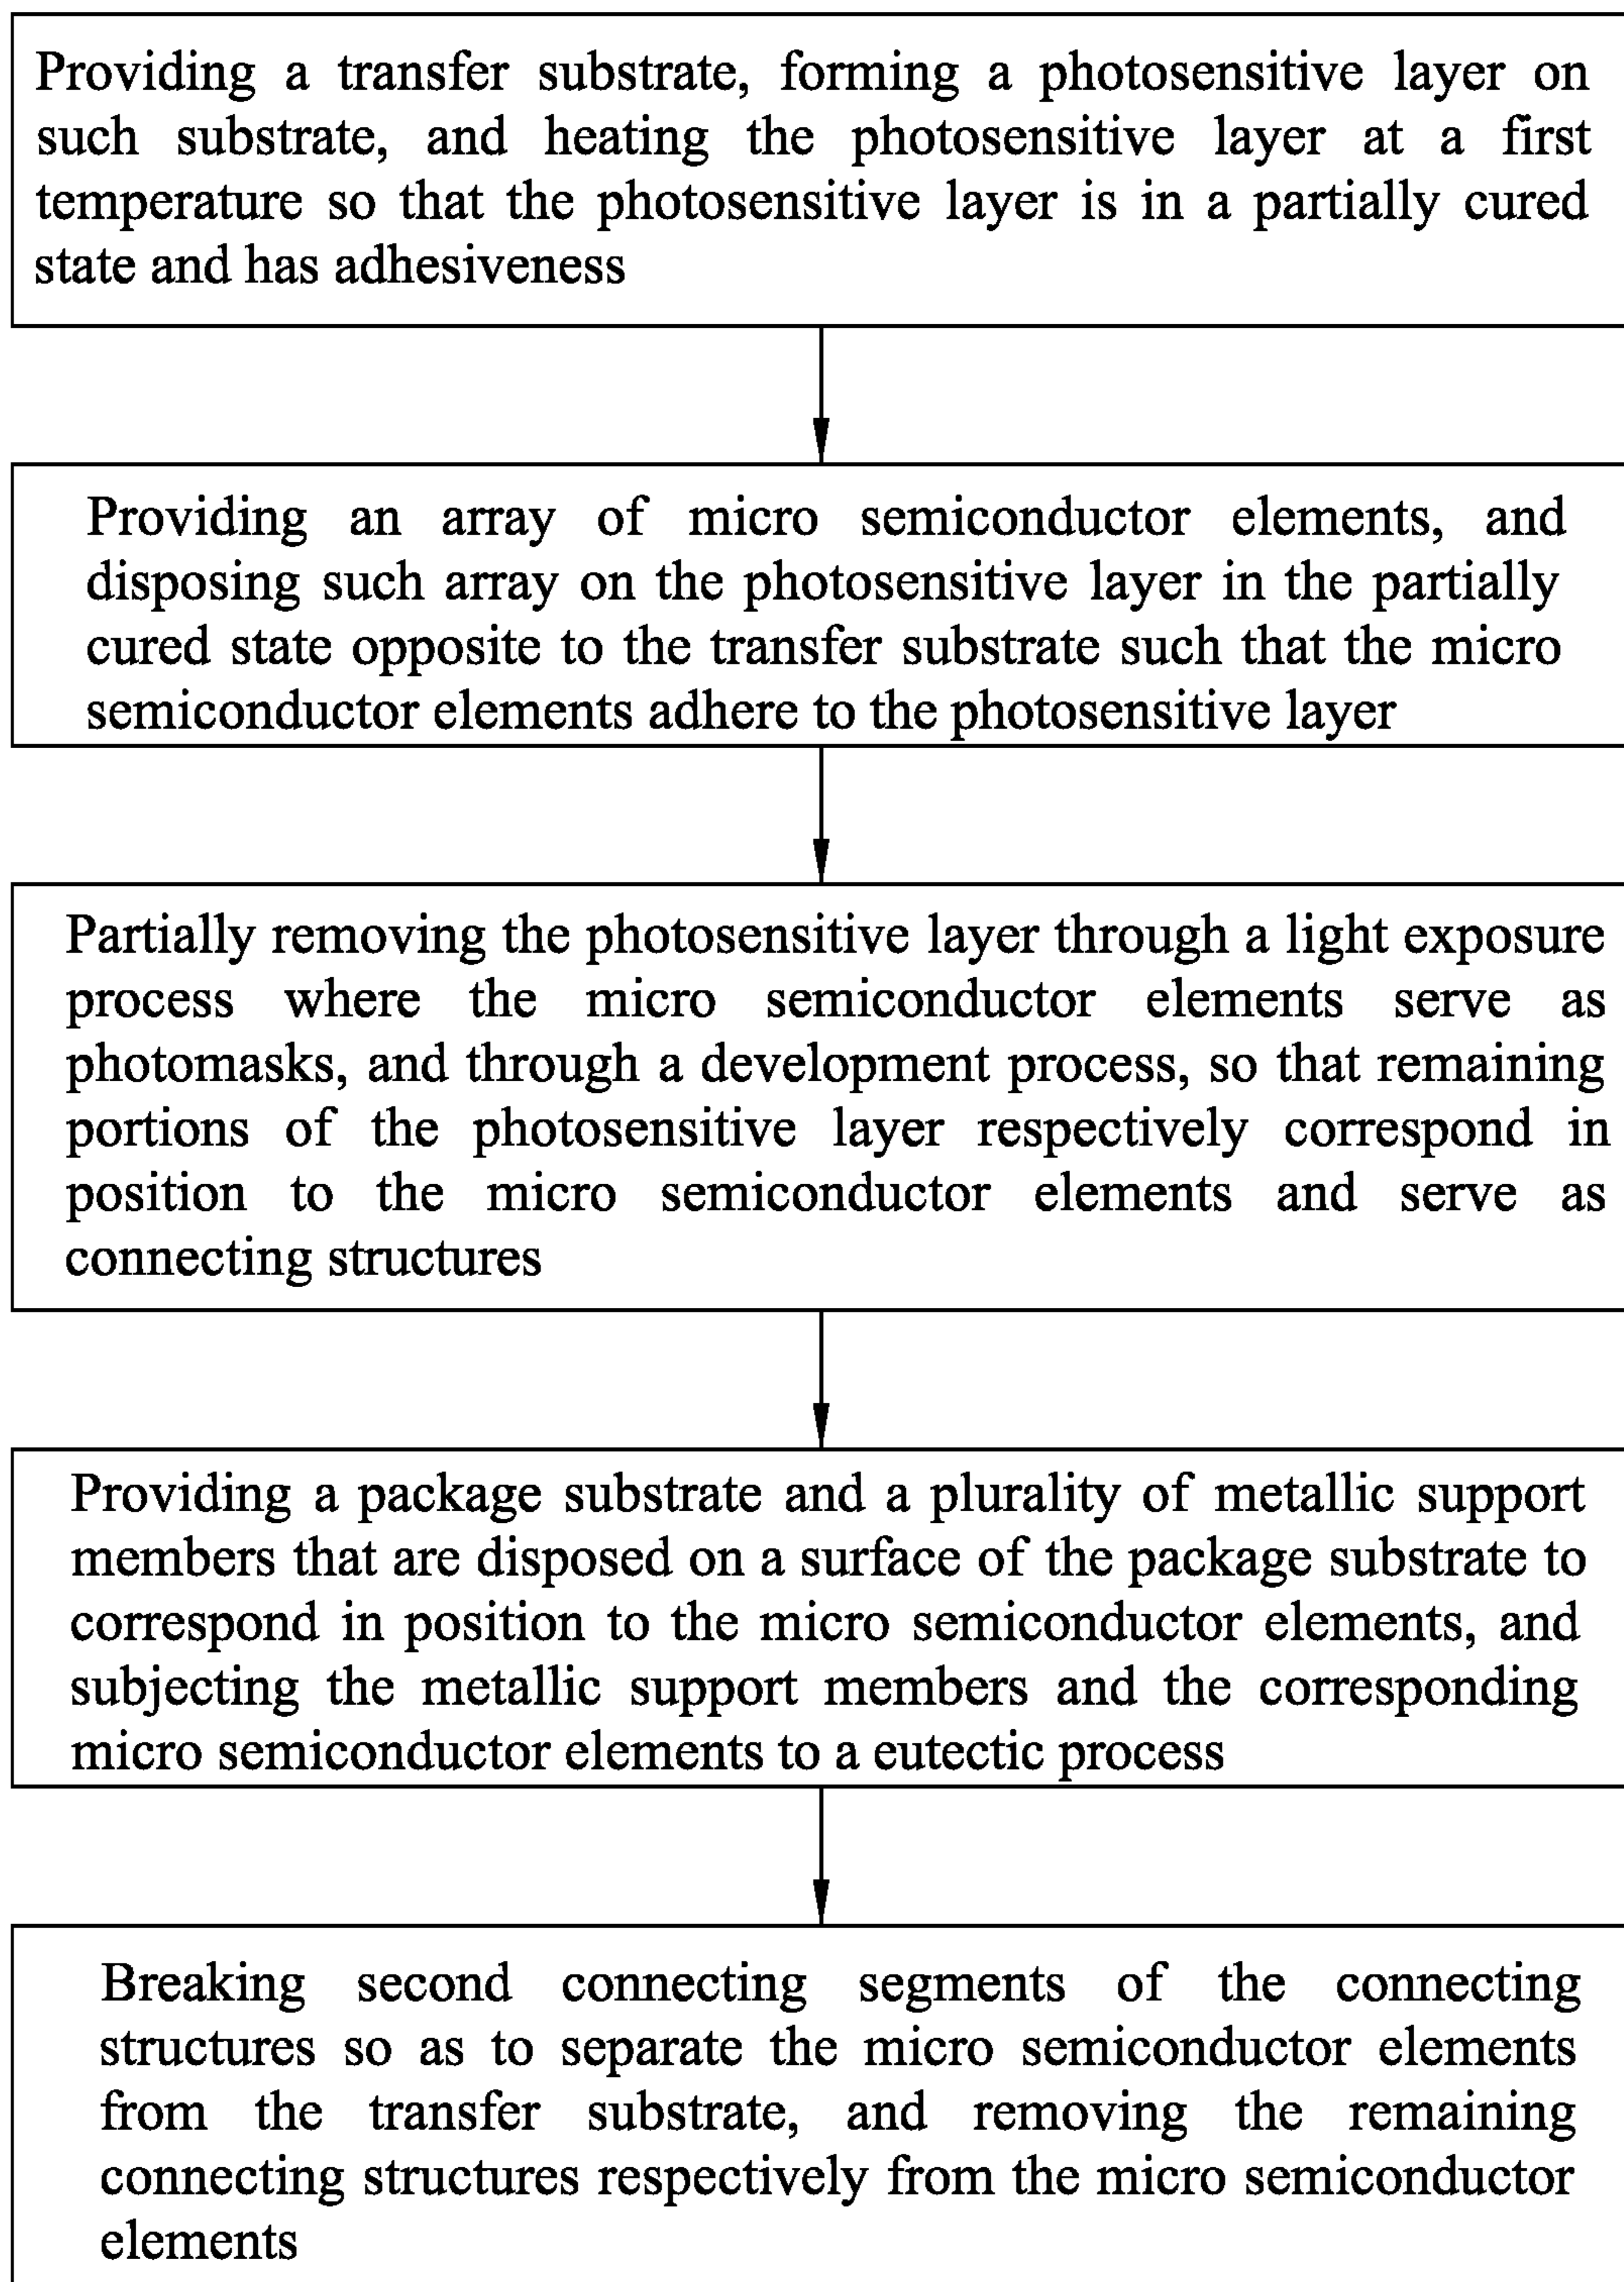 Providing a transfer substrate, forming a photosensitive layer on
such substrate, and heating the photosensitive layer at a first
temperature so that the photosensitive layer is in a partially cured
state and has adhesiveness
Providing an array of micro semiconductor elements, and
disposing such array on the photosensitive layer in the partially
cured state opposite to the transfer substrate such that the micro
semiconductor elements adhere to the photosensitive layer
Partially removing the photosensitive layer through a light exposure
process where the micro semiconductor elements serve as
photomasks, and through a development process, so that remaining
portions of the photosensitive layer respectively correspond in
position to the micro semiconductor elements and serve as
connecting structures
Providing a package substrate and a plurality of metallic support
members that are disposed on a surface of the package substrate to
correspond in position to the micro semiconductor elements, and
subjecting the metallic support members and the corresponding
micro semiconductor elements to a eutectic process
Breaking second connecting segments of the connecting
structures so as to separate the micro semiconductor elements
from the transfer substrate, and removing the remaining
connecting structures respectively from the micro semiconductor
elements